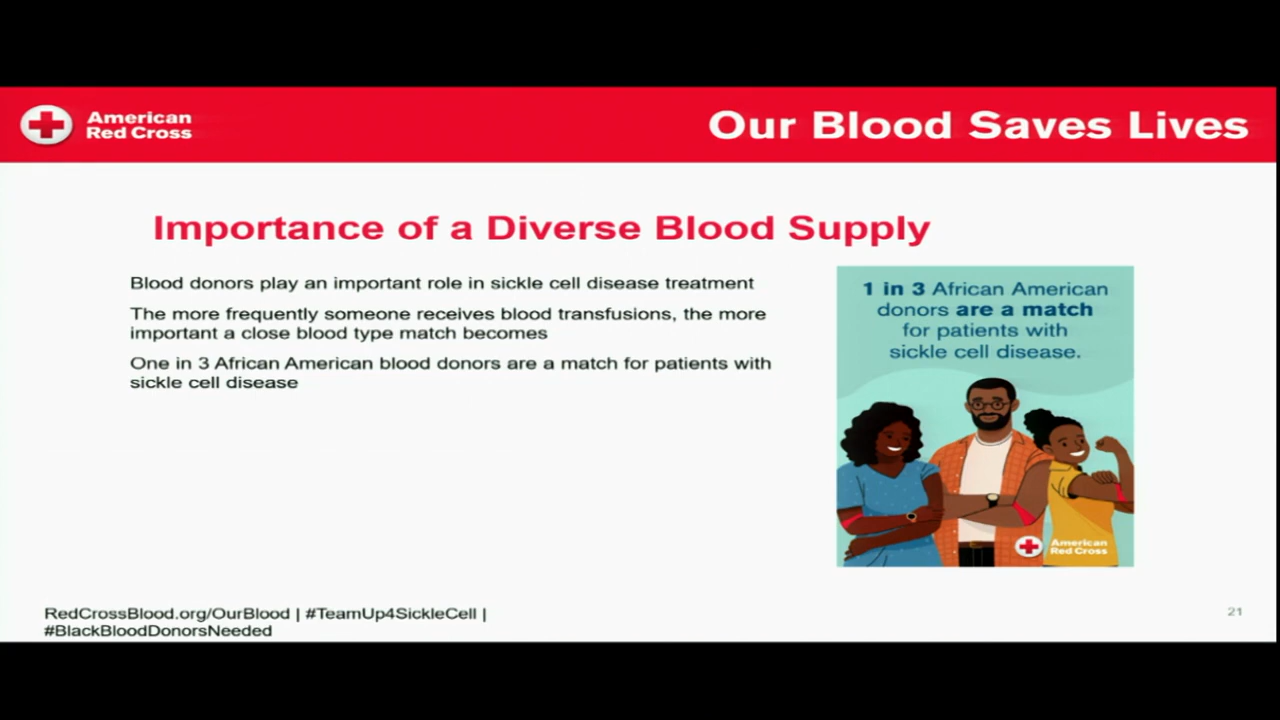 American
Red Cross
Our Blood Saves Lives
Importance of a Diverse Blood Supply
Blood donors play an important role in sickle cell disease treatment
The more frequently someone receives blood transfusions, the more
important a close blood type match becomes
One in 3 African American blood donors are a match for patients with
sickle cell disease
1 in 3 African American
donors are a match
for patients with
sickle cell disease.
American
Red Cross
RedCrossBlood.org/OurBlood | #TeamUp4SickleCell |
#BlackBloodDonorsNeeded
21